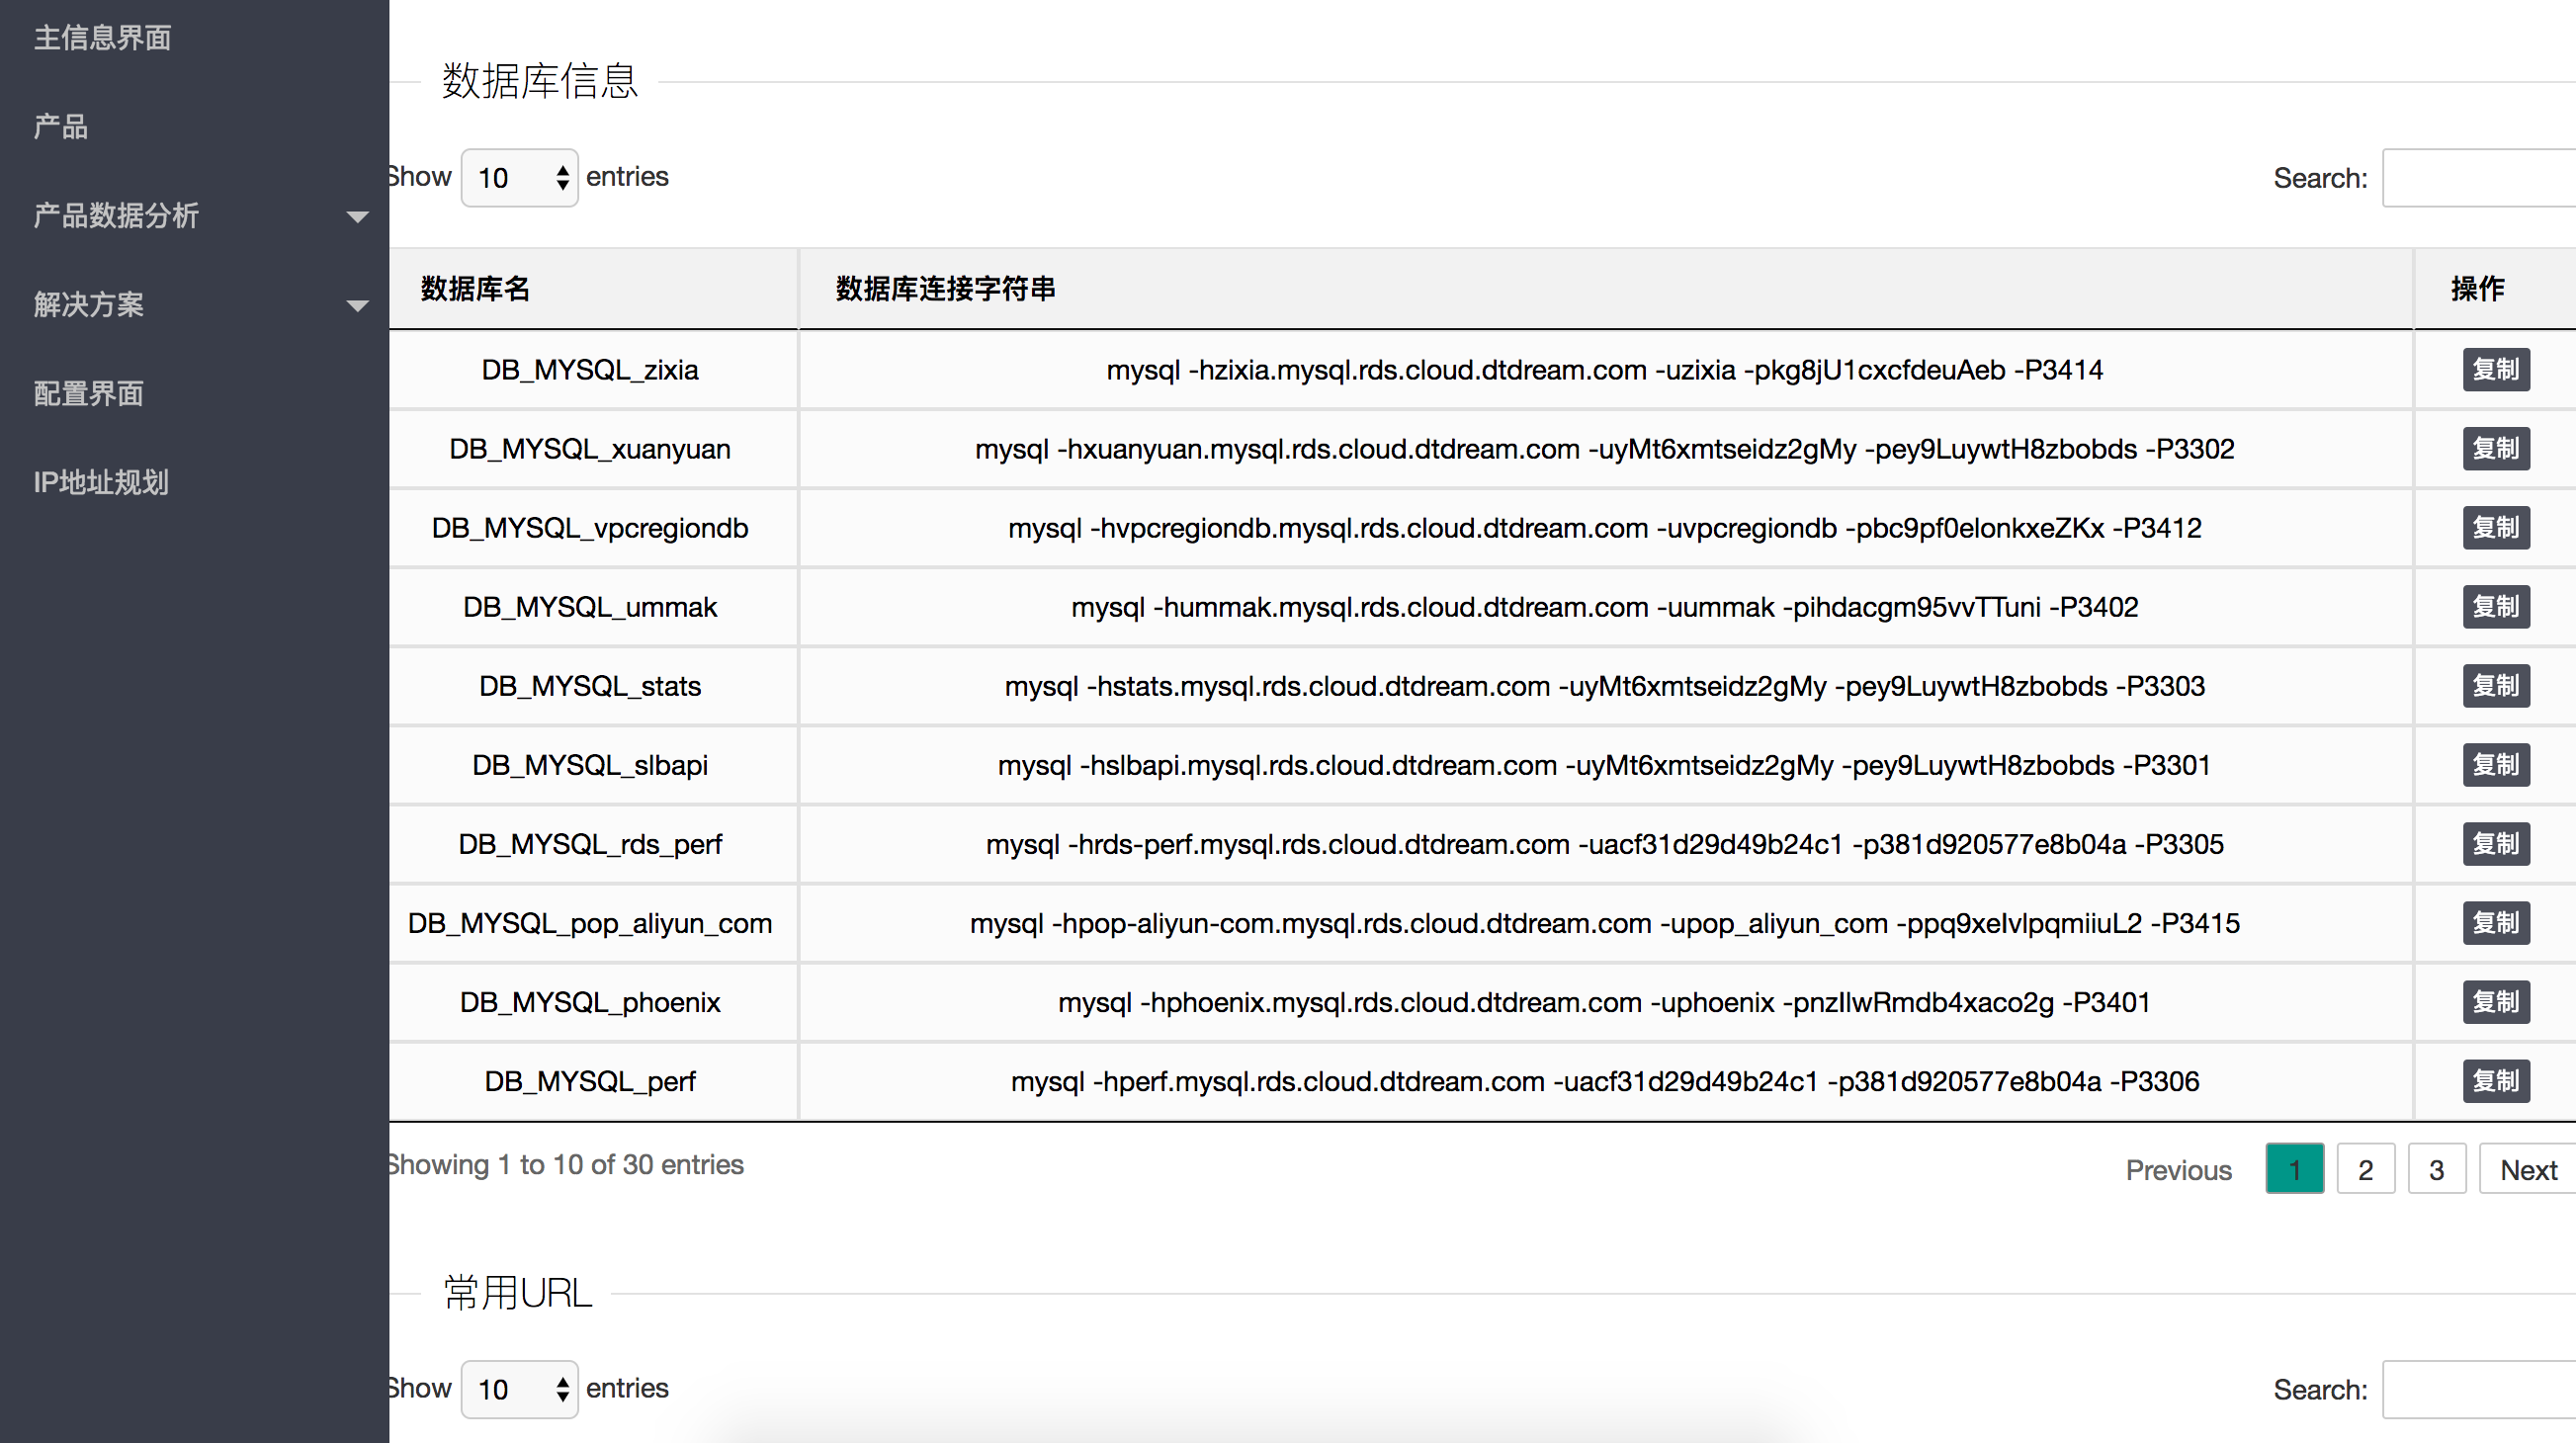 主信息界面
产品
产品数据分析
解决方案
配置界面
IP地址规划
数据库信息
Show 10 entries
Search:
数据库名 数据库连接字符串 操作
DB_MYSQL_zixia mysql -hzixia.mysql.rds.cloud.dtdream.com -uzixia -pkg8jU1cxcfdeuAeb -P3414 复制
DB_MYSQL_xuanyuan mysql -hxuanyuan.mysql.rds.cloud.dtdream.com -uyMt6xmtseidz2gMy -pey9LuywtH8zbobds -P3302 复制
DB_MYSQL_vpcregiondb mysql -hvpcregiondb.mysql.rds.cloud.dtdream.com -uvpcregiondb -pbc9pf0elonkxeZKx -P3412 复制
DB_MYSQL_ummak mysql -hummak.mysql.rds.cloud.dtdream.com -uummak -pihdacgm95vvTTuni -P3402 复制
DB_MYSQL_stats mysql -hstats.mysql.rds.cloud.dtdream.com -uyMt6xmtseidz2gMy -pey9LuywtH8zbobds -P3303 复制
DB_MYSQL_slbapi mysql -hslbapi.mysql.rds.cloud.dtdream.com -uyMt6xmtseidz2gMy -pey9LuywtH8zbobds -P3301 复制
DB_MYSQL_rds_perf mysql -hrds-perf.mysql.rds.cloud.dtdream.com -uacf31d29d49b24c1 -p381d920577e8b04a -P3305 复制
DB_MYSQL_pop_aliyun_com mysql -hpop-aliyun-com.mysql.rds.cloud.dtdream.com -upop_aliyun_com -ppq9xeIvlpqmiiuL2 -P3415 复制
DB_MYSQL_phoenix mysql -hphoenix.mysql.rds.cloud.dtdream.com -uphoenix -pnzIlwRmdb4xaco2g -P3401 复制
DB_MYSQL_perf mysql -hperf.mysql.rds.cloud.dtdream.com -uacf31d29d49b24c1 -p381d920577e8b04a -P3306 复制
Showing 1 to 10 of 30 entries
Previous 1 2 3 Next
常用URL
Show 10 entries
Search: